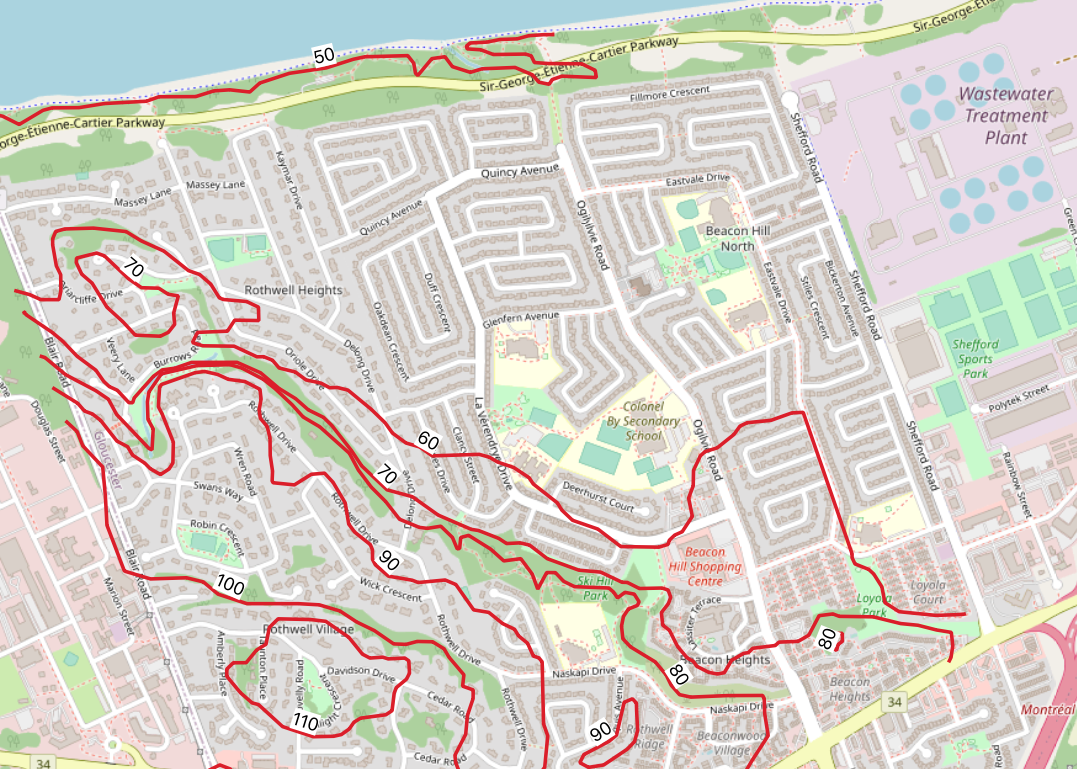 50
Sir-George-Étienne-Cartier Parkway
Sir-George-Étienne-Cartier Parkway
Fillmore Crescent
Wastewater
Treatment
Plant
Shefford Road
Kaymar Drive
Massey Lane
Massey Lane
Quincy Avenue
Quincy Avenue
Eastvale Drive
Ogilvie Road
Beacon Hill
North
70
Rothwell Heights
Duff Crescent
Oakdean Crescent
Eastvale Drive
Stiles Crescent
Bickerton Avenue
Shefford Road
Glenfern Avenue
Veery Lane
Burrows
Blair Road
Oriole Drive
Delong Drive
Shefford
Sports
Park
Polytek Street
Douglas Street
Gloucester
Rothwell Drive
La Vérendrye Drive
Colonel
By Secondary
School
Ogilvie Road
Shefford Road
60
Clancy Street
70
Wren Road
Swans Way
Rothwell Drive
Deerhurst Court
Rainbow Street
Robin Crescent
90
Blair Road
Marion Street
100
Wick Crescent
Ski Hill
Park
Beacon
Hill Shopping
Centre
Lassiter Terrace
Loyola
Park
Loyola
Court
Rothwell Village
Rothwell Drive
Amberly Place
Davidson Drive
Naskapi Drive
Beacon Heights
80
80
Cedar Road
110
Rothwell Drive
Naskapi Drive
Beacon
Heights
34
Montréal
90
Rothwell
Ridge
Beaconwood
Village
34
Cedar Road